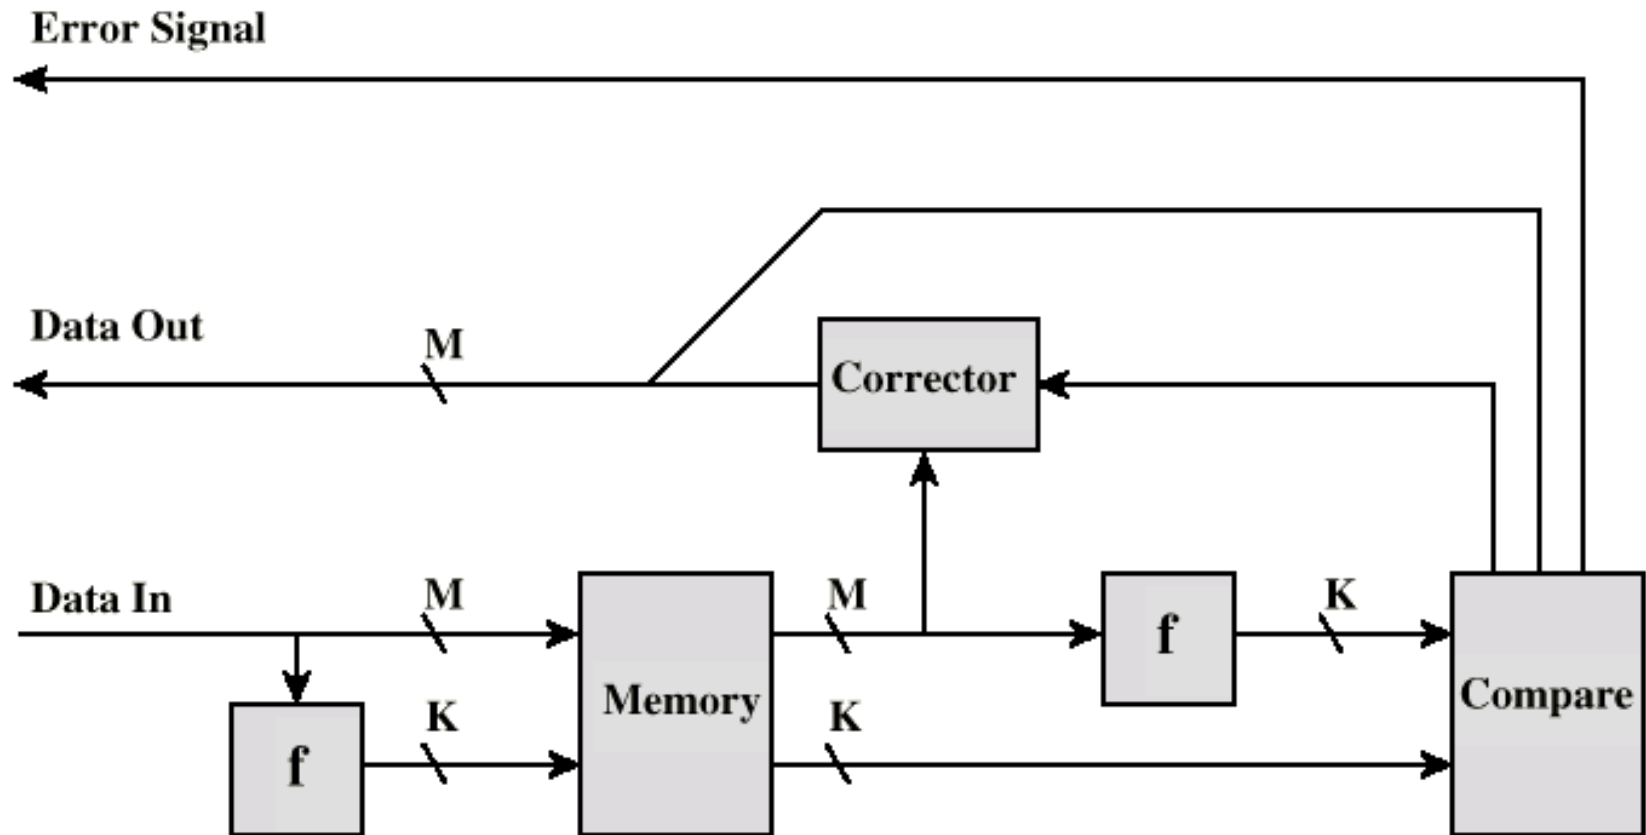 Error Signal
Data Out
M
Corrector
Data In
M
M
K
f
Memory
Compare
K
K
f